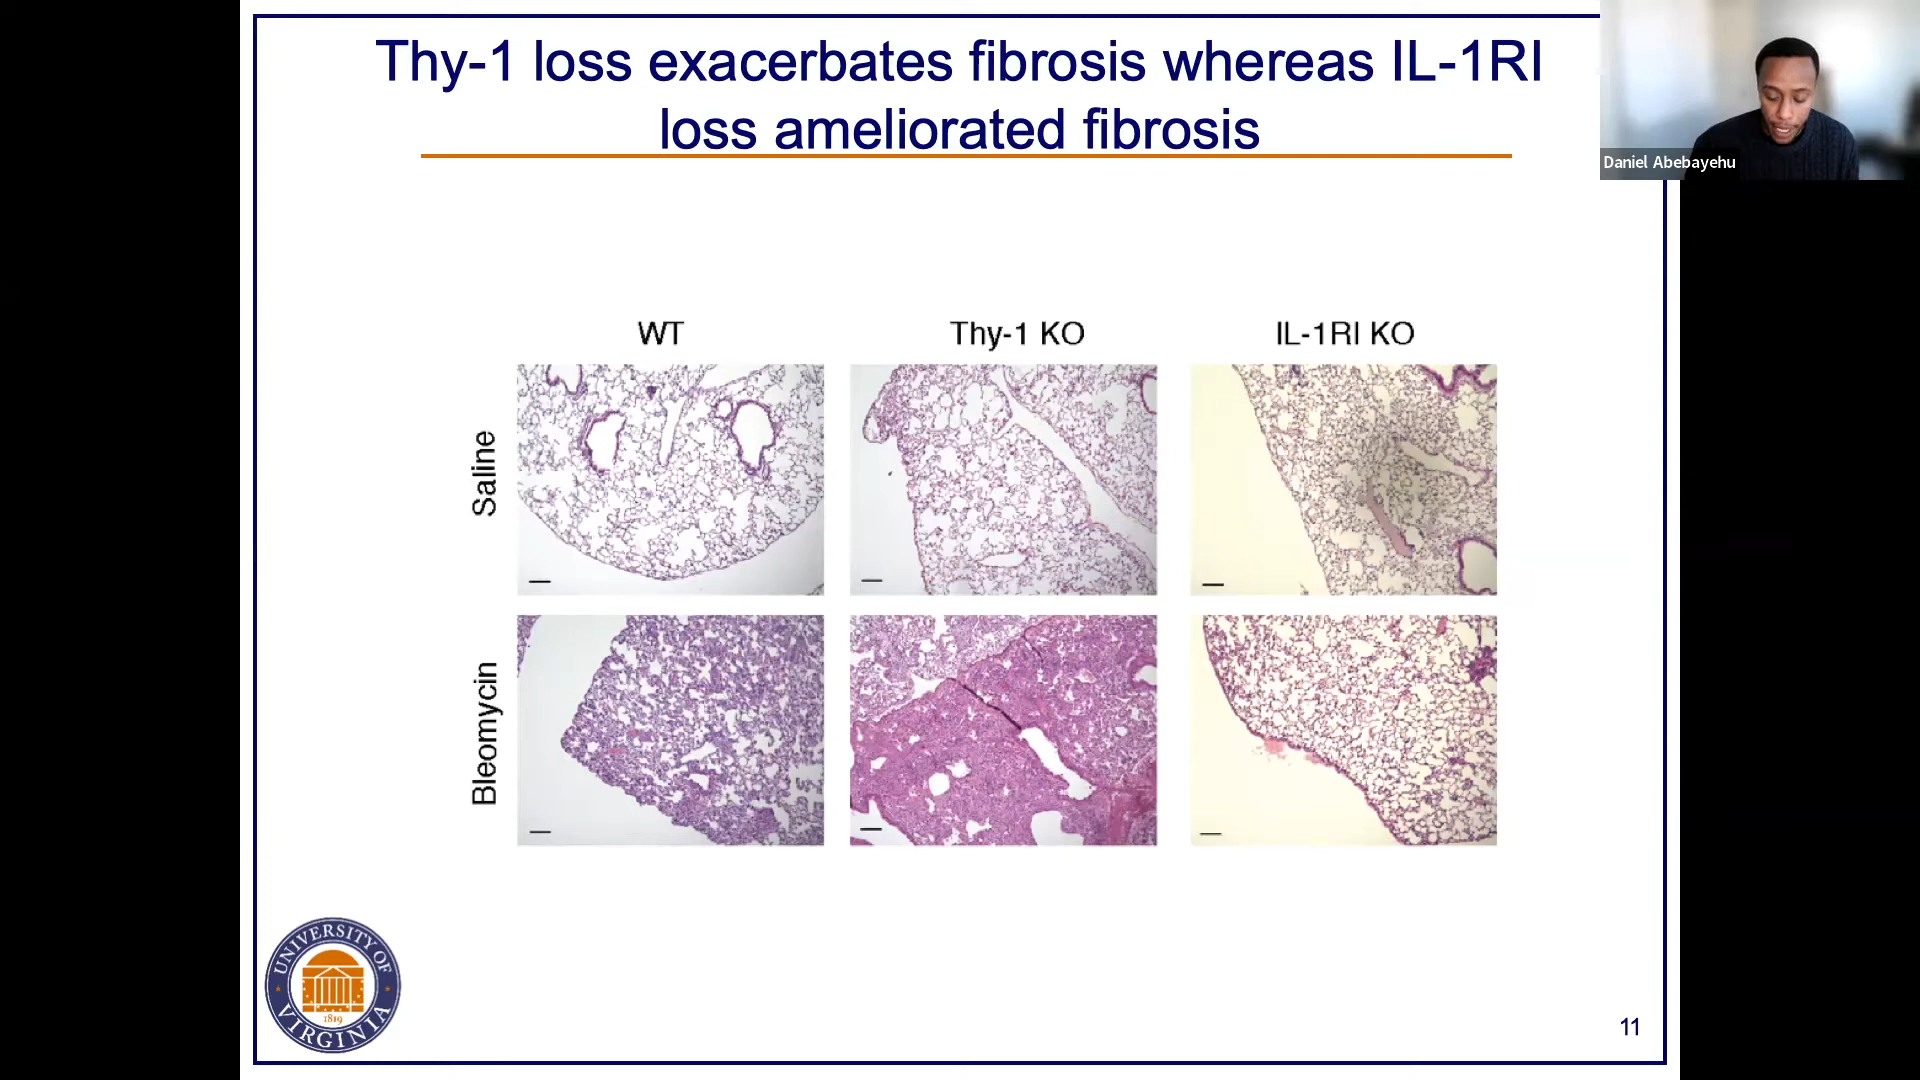 Thy-1 loss exacerbates fibrosis whereas IL-1RI
loss ameliorated fibrosis
Daniel Abebayehu
WT
Thy-1 KO
IL-1RI KO
Saline
Bleomycin
UNIVERSITY OF
VIRGINIA
1819
11